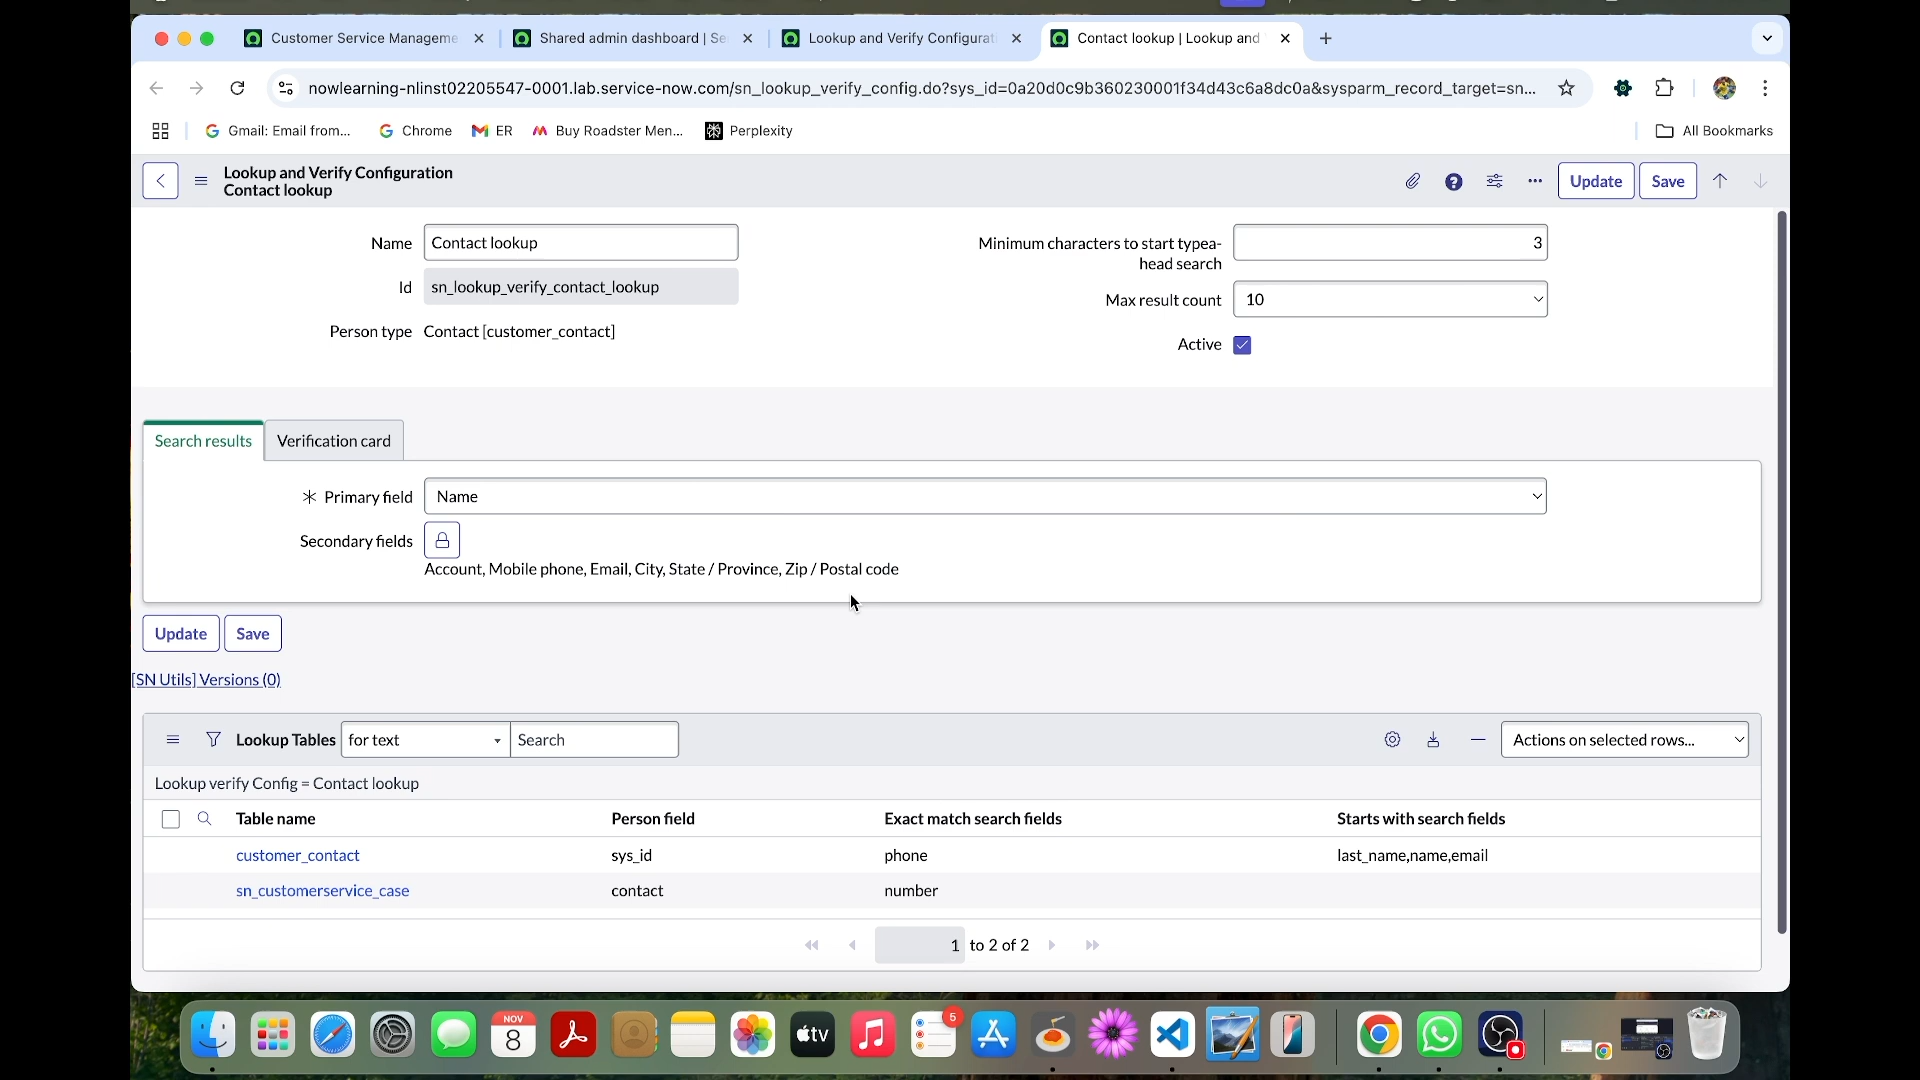 Customer Service Manageme
Shared admin dashboard | Se
Lookup and Verify Configurat
Contact lookup | Lookup and
nowlearning-nlinst02205547-0001.lab.service-now.com/sn_lookup_verify_config.do?sys_id=0a20d0c9b360230001f34d43c6a8dc0a&sysparm_record_target=sn...
Gmail: Email from...
Chrome
ER
Buy Roadster Men...
Perplexity
All Bookmarks
Lookup and Verify Configuration
Contact lookup
Update
Save
Name
Contact lookup
Id
sn_lookup_verify_contact_lookup
Person type
Contact [customer_contact]
Minimum characters to start typea-
head search
3
Max result count
10
Active
Search results
Verification card
Primary field
Name
Secondary fields
Account, Mobile phone, Email, City, State / Province, Zip / Postal code
Update
Save
[SN Utils] Versions (0)
Lookup Tables
for text
Search
Actions on selected rows...
Lookup verify Config = Contact lookup
Table name
Person field
Exact match search fields
Starts with search fields
customer_contact
sys_id
phone
last_name,name,email
sn_customerservice_case
contact
number
1 to 2 of 2
NOV
8
tv
5